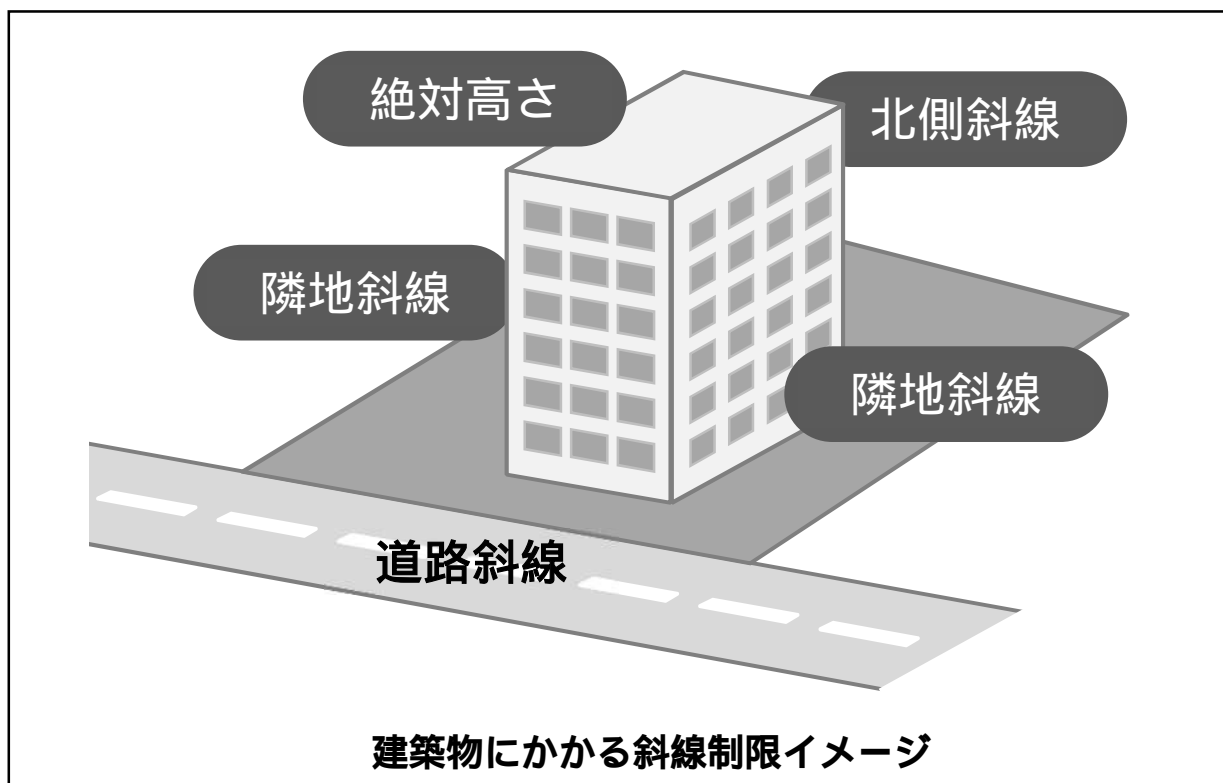 絶対高さ
北側斜線
隣地斜線
隣地斜線
道路斜線
建築物にかかる斜線制限イメージ